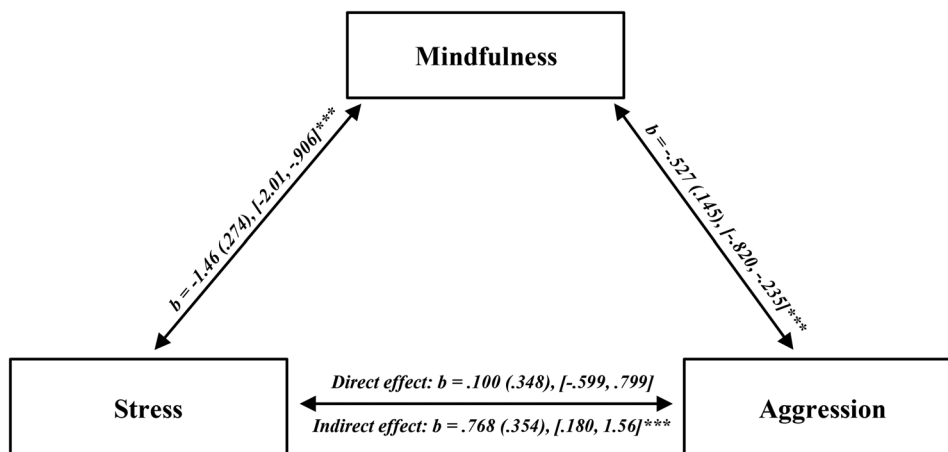 Mindfulness
b = -1.46 (.274), [-2.01, -.906]***
b = -.527 (.145), [-.820, -.235]***
Stress
Direct effect: b = .100 (.348), [-.599, .799]
Indirect effect: b = .768 (.354), [.180, 1.56]***
Aggression